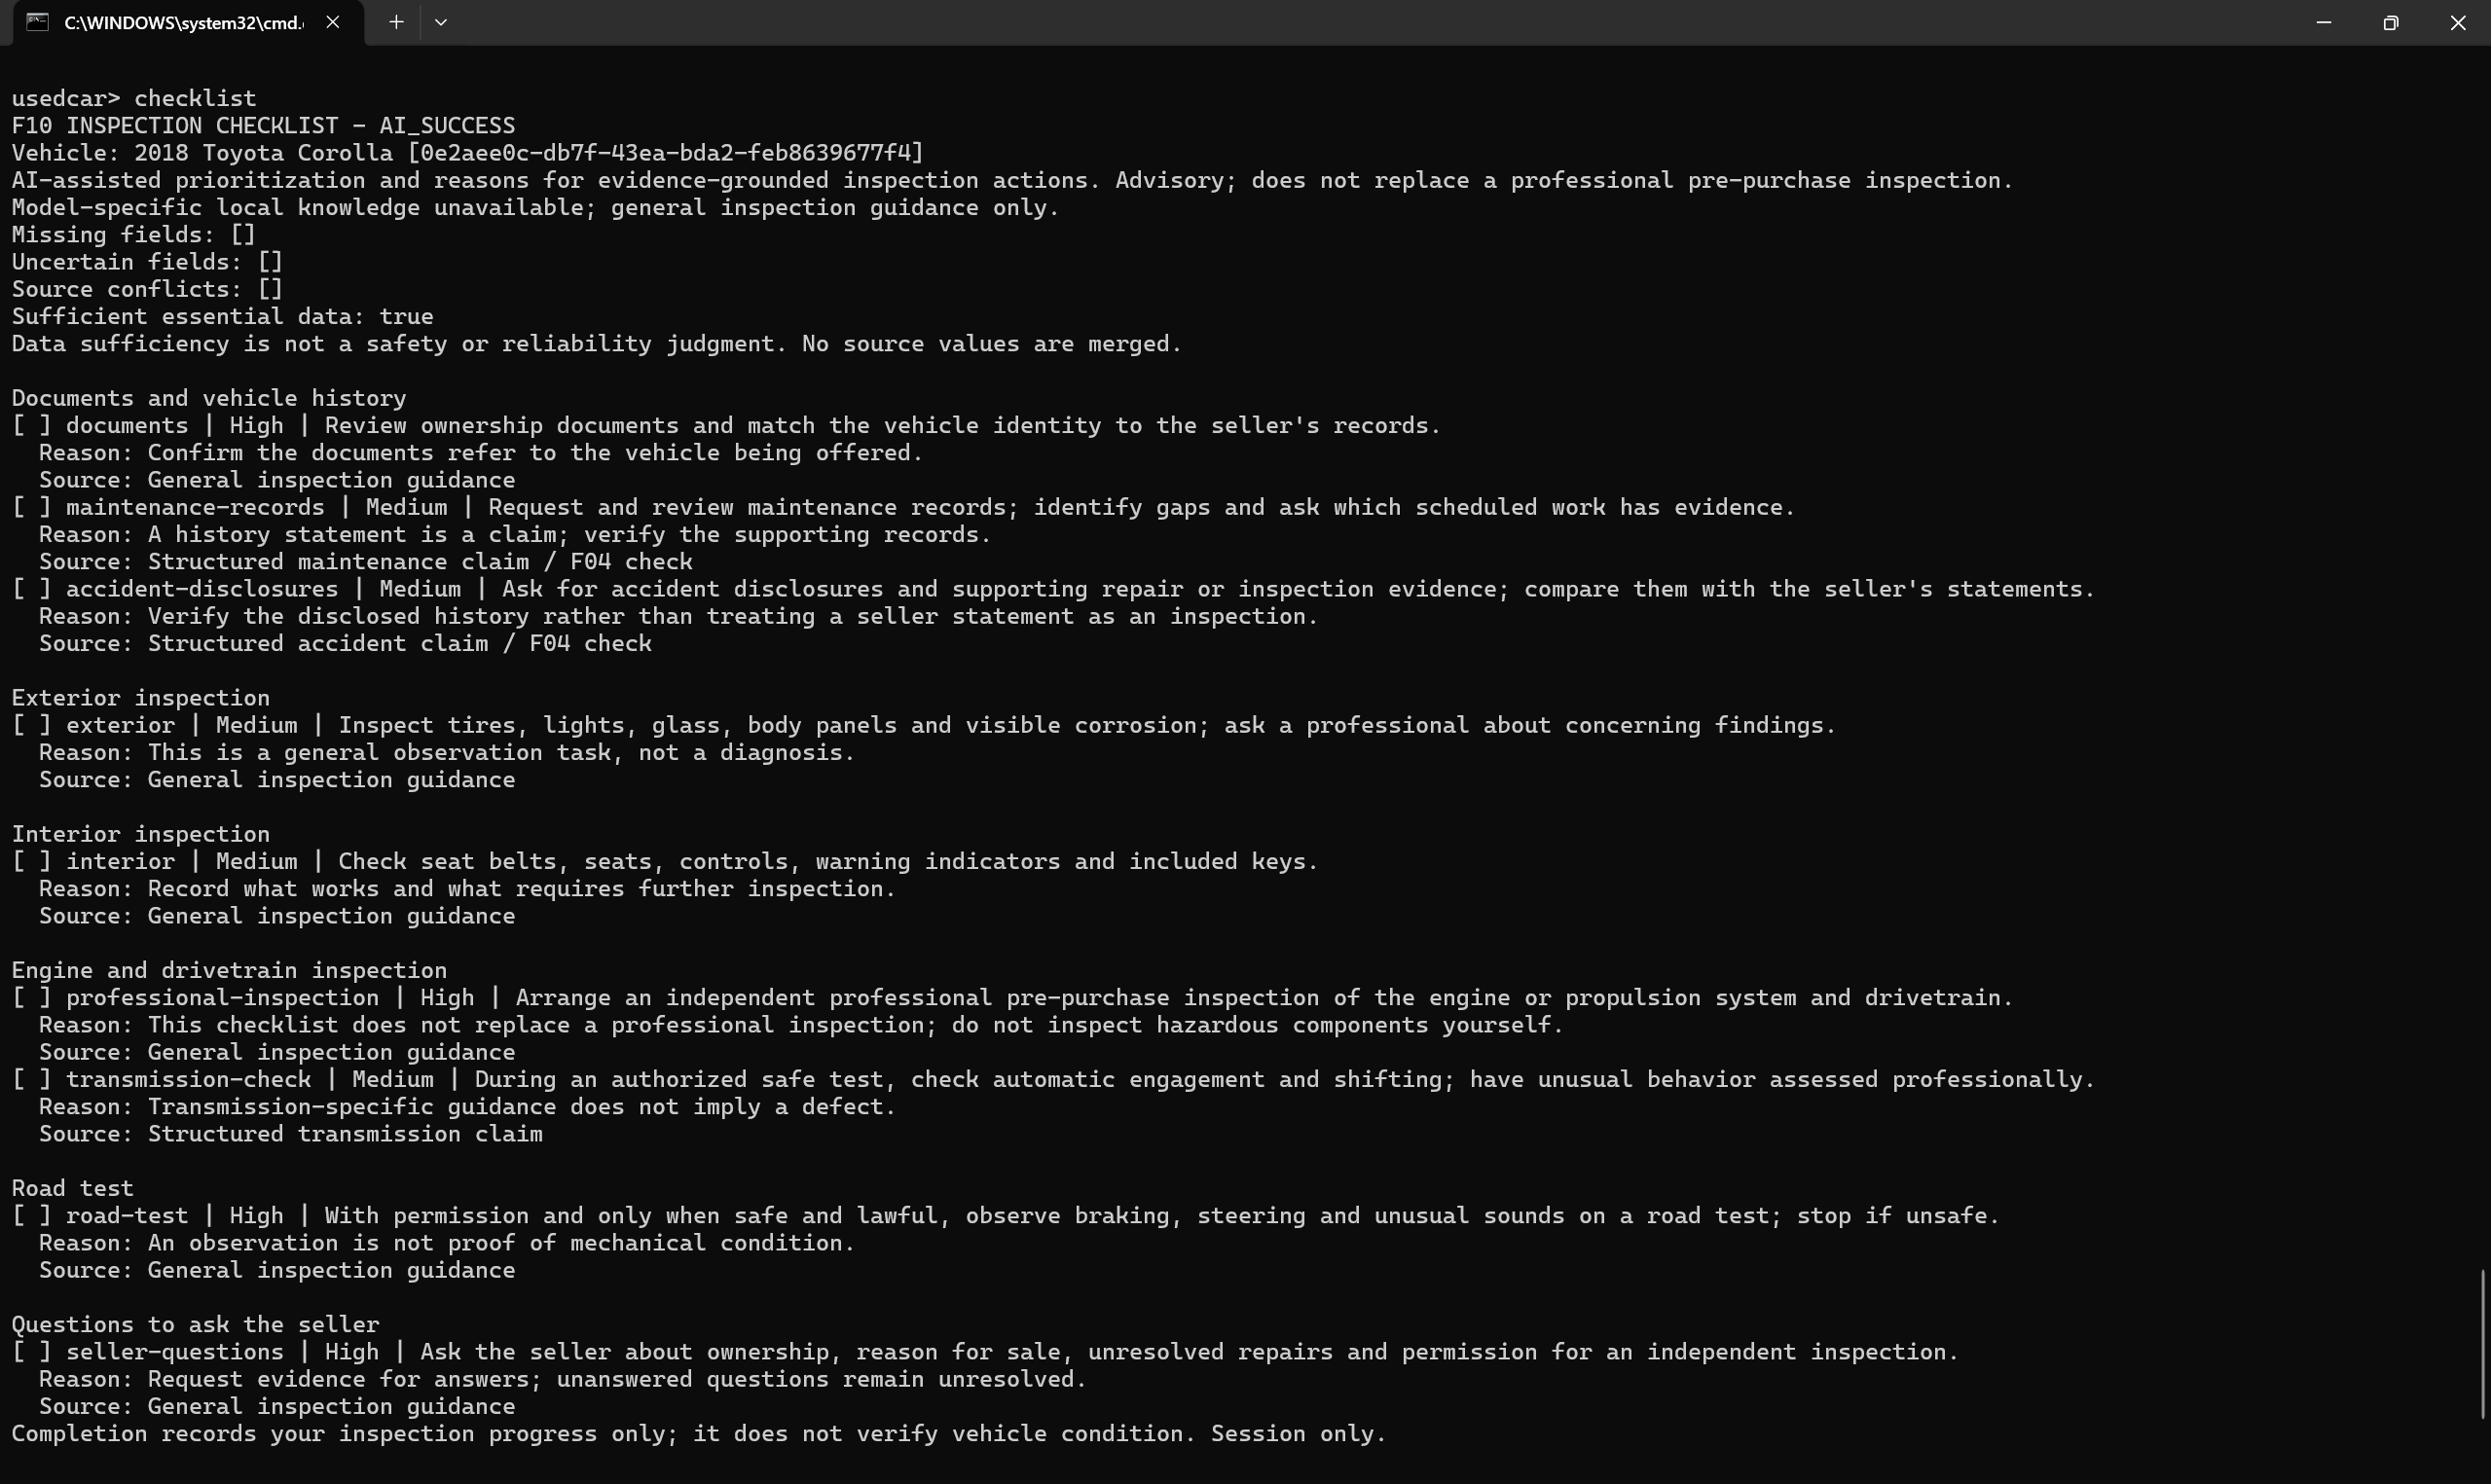 C:\WINDOWS\system32\cmd.
usedcar> checklist
F10 INSPECTION CHECKLIST - AI_SUCCESS
Vehicle: 2018 Toyota Corolla [0e2aee0c-db7f-43ea-bda2-feb8639677f4]
AI-assisted prioritization and reasons for evidence-grounded inspection actions. Advisory; does not replace a professional pre-purchase inspection.
Model-specific local knowledge unavailable; general inspection guidance only.
Missing fields: []
Uncertain fields: []
Source conflicts: []
Sufficient essential data: true
Data sufficiency is not a safety or reliability judgment. No source values are merged.
Documents and vehicle history
[ ] documents | High | Review ownership documents and match the vehicle identity to the seller's records.
Reason: Confirm the documents refer to the vehicle being offered.
Source: General inspection guidance
[ ] maintenance-records | Medium | Request and review maintenance records; identify gaps and ask which scheduled work has evidence.
Reason: A history statement is a claim; verify the supporting records.
Source: Structured maintenance claim / F04 check
[ ] accident-disclosures | Medium | Ask for accident disclosures and supporting repair or inspection evidence; compare them with the seller's statements.
Reason: Verify the disclosed history rather than treating a seller statement as an inspection.
Source: Structured accident claim / F04 check
Exterior inspection
[ ] exterior | Medium | Inspect tires, lights, glass, body panels and visible corrosion; ask a professional about concerning findings.
Reason: This is a general observation task, not a diagnosis.
Source: General inspection guidance
Interior inspection
[ ] interior | Medium | Check seat belts, seats, controls, warning indicators and included keys.
Reason: Record what works and what requires further inspection.
Source: General inspection guidance
Engine and drivetrain inspection
[ ] professional-inspection | High | Arrange an independent professional pre-purchase inspection of the engine or propulsion system and drivetrain.
Reason: This checklist does not replace a professional inspection; do not inspect hazardous components yourself.
Source: General inspection guidance
[ ] transmission-check | Medium | During an authorized safe test, check automatic engagement and shifting; have unusual behavior assessed professionally.
Reason: Transmission-specific guidance does not imply a defect.
Source: Structured transmission claim
Road test
[ ] road-test | High | With permission and only when safe and lawful, observe braking, steering and unusual sounds on a road test; stop if unsafe.
Reason: An observation is not proof of mechanical condition.
Source: General inspection guidance
Questions to ask the seller
[ ] seller-questions | High | Ask the seller about ownership, reason for sale, unresolved repairs and permission for an independent inspection.
Reason: Request evidence for answers; unanswered questions remain unresolved.
Source: General inspection guidance
Completion records your inspection progress only; it does not verify vehicle condition. Session only.